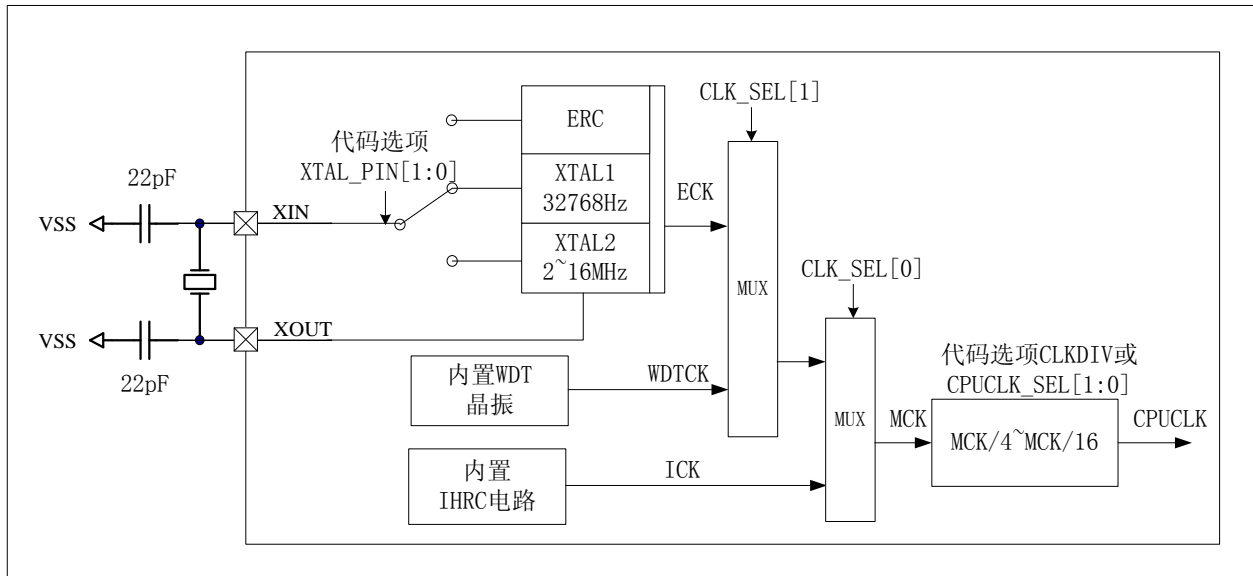 CLK_SEL[1]
ERC
代码选项
XTAL_PIN[1:0]
XTAL1
32768Hz
ECK
22pF
VSS
XIN
XTAL2
2~16MHz
CLK_SEL[0]
MUX
VSS
XOUT
22pF
内置WDT
晶振
WDTCK
代码选项CLKDIV或
CPUCLK_SEL[1:0]
MUX
MCK
MCK/4~MCK/16
CPUCLK
内置
IHRC电路
ICK